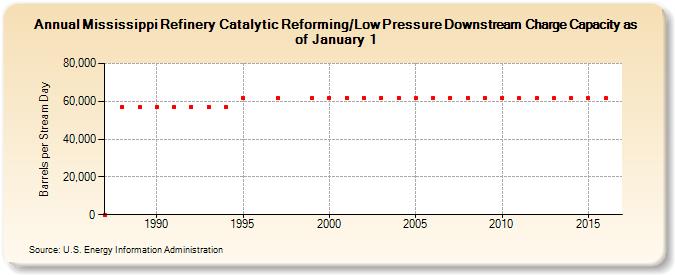 Annual Mississippi Refinery Catalytic Reforming/Low Pressure Downstream Charge Capacity as
of January 1
Barrels per Stream Day
80,000
60,000
40,000
20,000
0
1990 1995 2000 2005 2010 2015
Source: U.S. Energy Information Administration